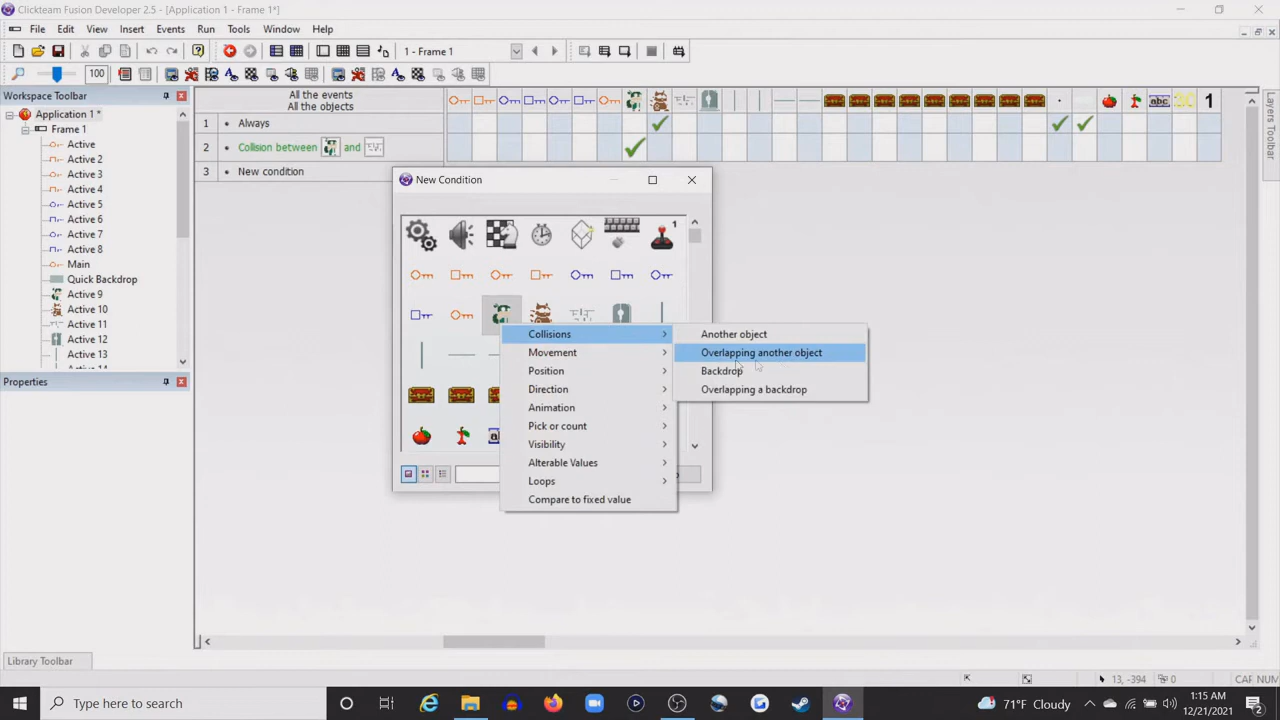 Clickteam Fusion Developer 2.5 - [Application 1 - Frame 1*]
File Edit View Insert Events Run Tools Window Help
1 - Frame 1
100
Workspace Toolbar
Application 1 *
Frame 1
Active
Active 2
Active 3
Active 4
Active 5
Active 6
Active 7
Active 8
Main
Quick Backdrop
Active 9
Active 10
Active 11
Active 12
Active 13
Properties
Library Toolbar
All the events
All the objects
abc
1
1 • Always
2 • Collision between and
3 • New condition
New Condition
1
Collisions
Movement
Position
Direction
Animation
Pick or count
Visibility
Alterable Values
Loops
Compare to fixed value
Another object
Overlapping another object
Backdrop
Overlapping a backdrop
Layers Toolbar
13, -394
0
CAF NUM
Type here to search
71°F Cloudy
1:15 AM
12/21/2021
2